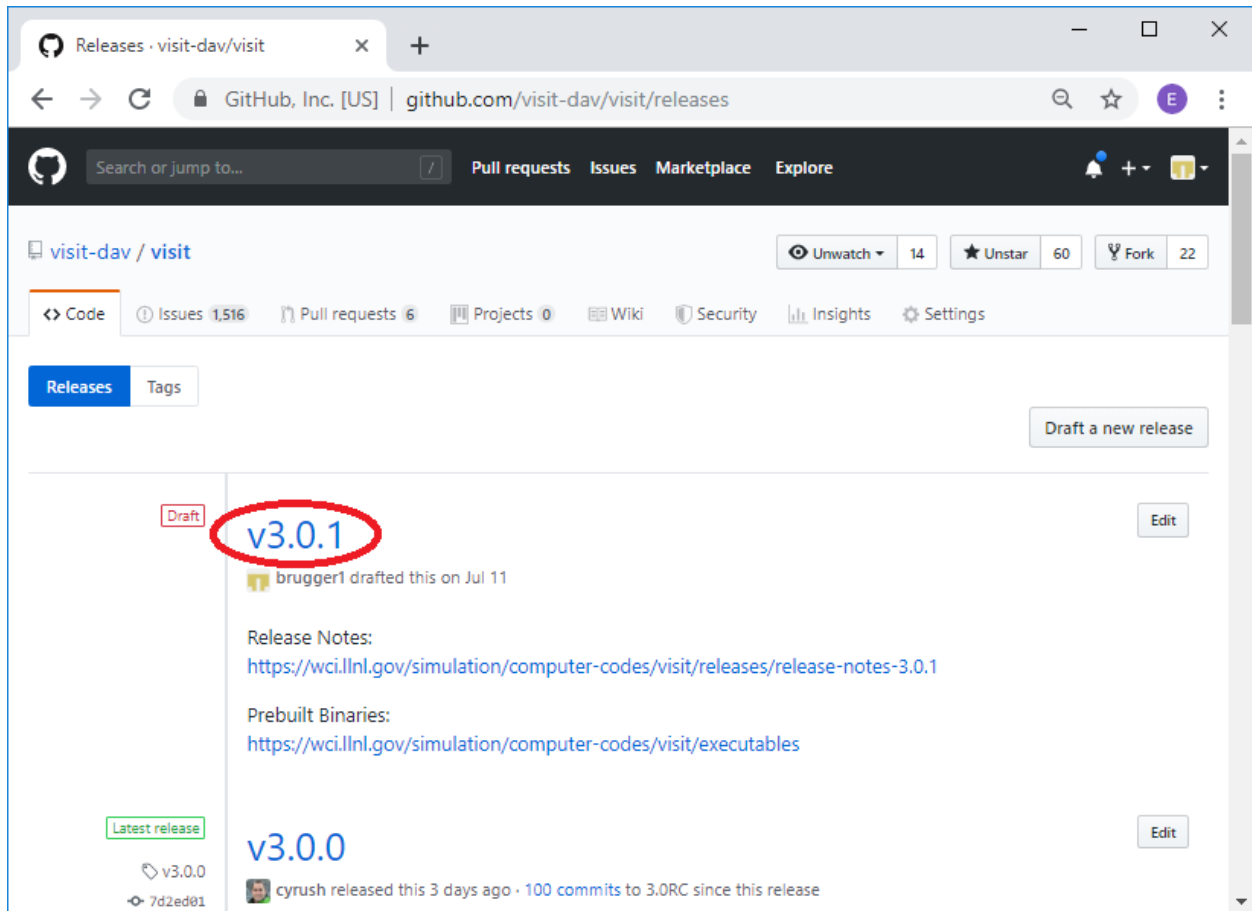 Releases · visit-dav/visit
GitHub, Inc. [US] | github.com/visit-dav/visit/releases
E
Search or jump to... /
Pull requests Issues Marketplace Explore
visit-dav / visit
Unwatch 14 Unstar 60 Fork 22
Code Issues 1,516 Pull requests 6 Projects 0 Wiki Security Insights Settings
Releases Tags
Draft a new release
Draft
v3.0.1
Edit
brugger1 drafted this on Jul 11
Release Notes:
https://wci.llnl.gov/simulation/computer-codes/visit/releases/release-notes-3.0.1
Prebuilt Binaries:
https://wci.llnl.gov/simulation/computer-codes/visit/executables
Latest release
v3.0.0
Edit
v3.0.0
cyrush released this 3 days ago · 100 commits to 3.0RC since this release
7d2ed01